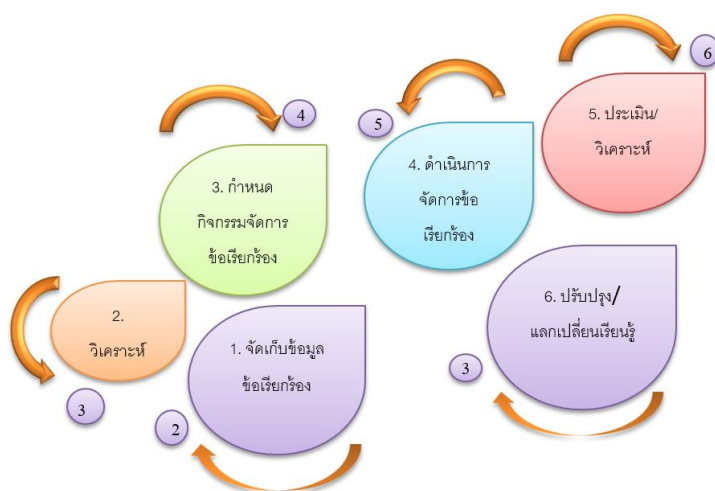 6
4
5
5. ประเมิน/
วิเคราะห์
3. กำหนด
กิจกรรมจัดการ
ข้อเรียกร้อง
4. ดำเนินการ
จัดการข้อ
เรียกร้อง
2.
วิเคราะห์
1. จัดเก็บข้อมูล
ข้อเรียกร้อง
6. ปรับปรุง/
แลกเปลี่ยนเรียนรู้
3
3
2